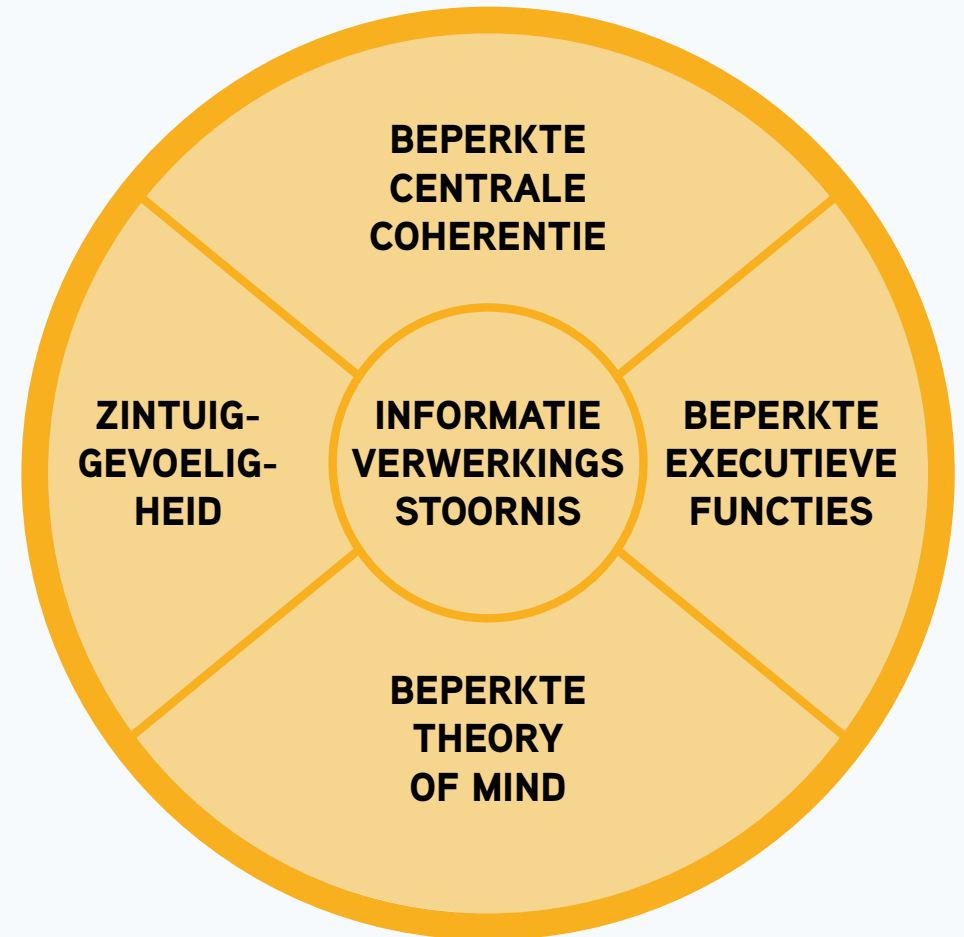 BEPERKTE
CENTRALE
COHERENTIE
ZINTUIG-
GEVOELIG-
HEID
INFORMATIE
VERWERKINGS
STOORNIS
BEPERKTE
EXECUTIEVE
FUNCTIES
BEPERKTE
THEORY
OF MIND